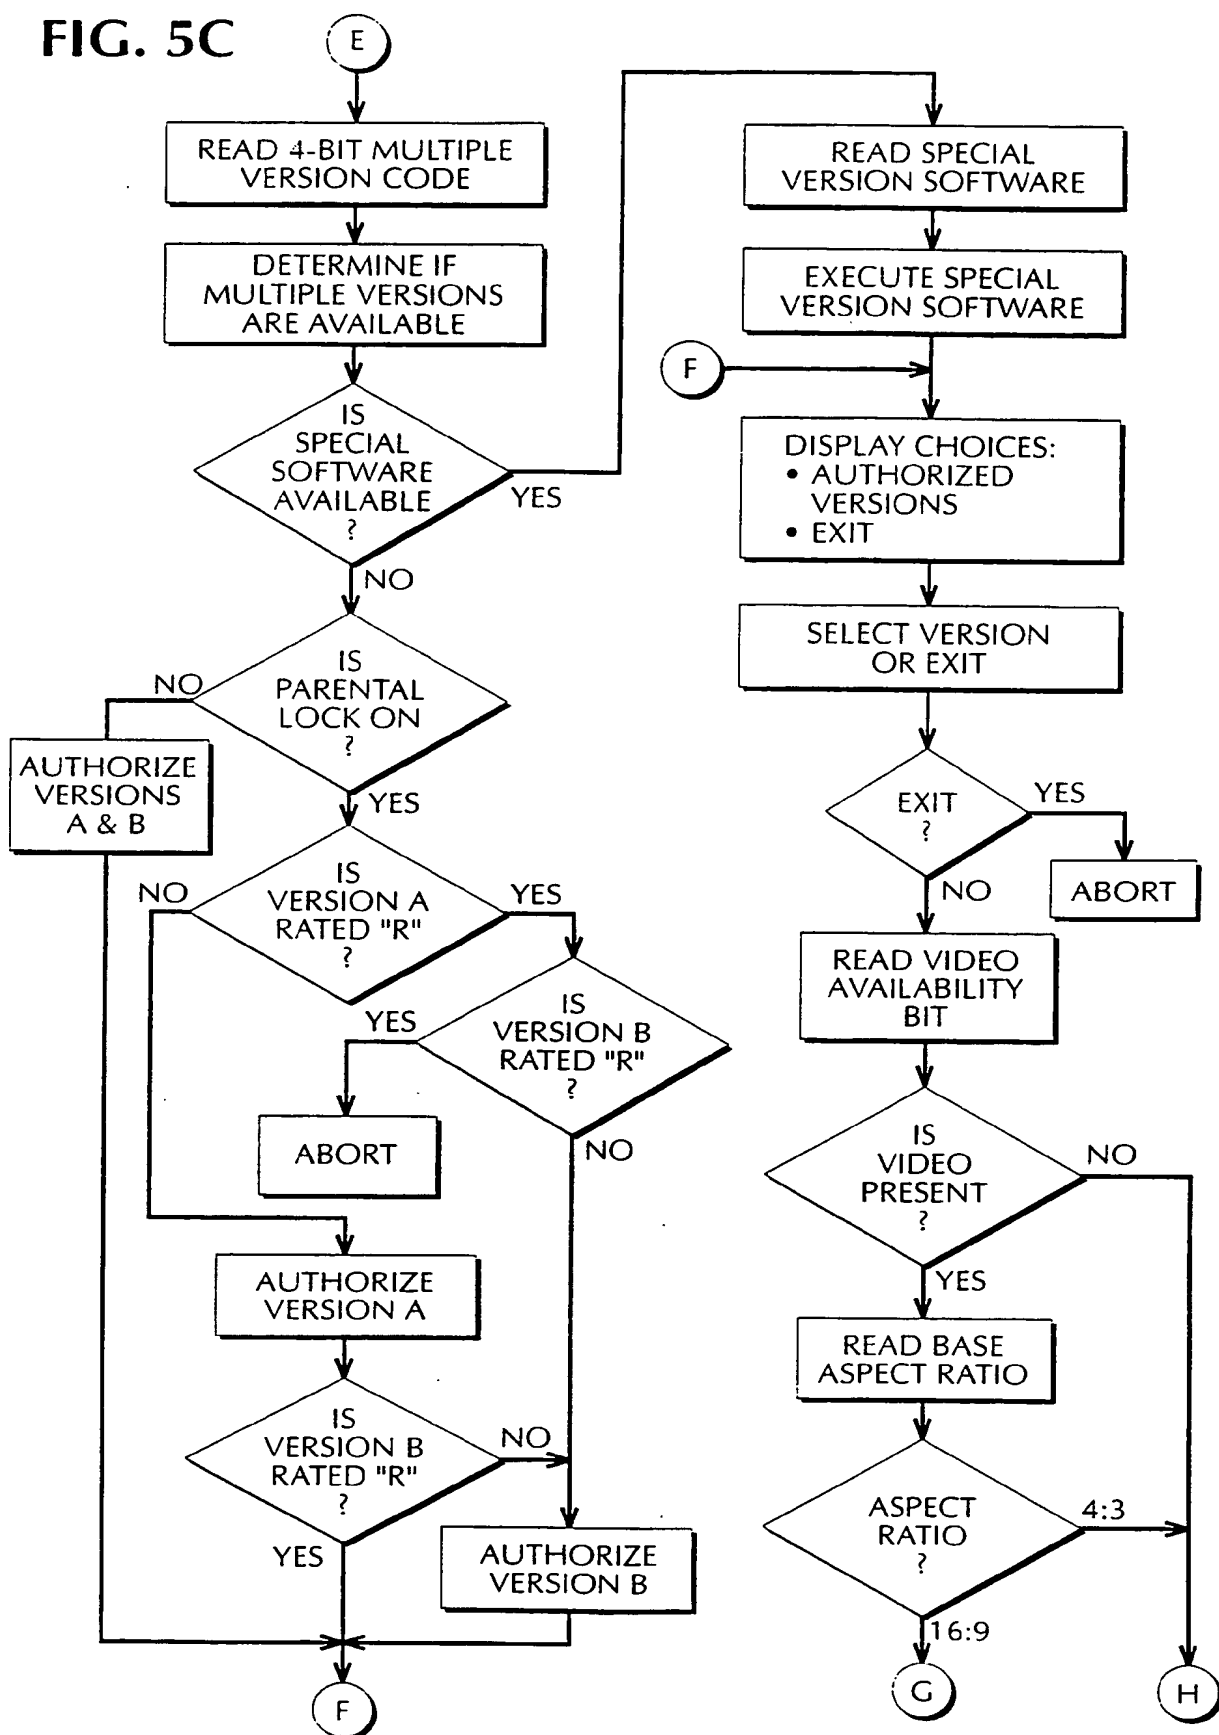 FIG. 5C
E
READ 4-BIT MULTIPLE
VERSION CODE
DETERMINE IF
MULTIPLE VERSIONS
ARE AVAILABLE
IS
SPECIAL
SOFTWARE
AVAILABLE
?
YES
NO
IS
PARENTAL
LOCK ON
?
NO
YES
AUTHORIZE
VERSIONS
A & B
IS
VERSION A
RATED "R"
?
NO
YES
IS
VERSION B
RATED "R"
?
YES
NO
ABORT
AUTHORIZE
VERSION A
IS
VERSION B
RATED "R"
?
NO
YES
AUTHORIZE
VERSION B
F
READ SPECIAL
VERSION SOFTWARE
EXECUTE SPECIAL
VERSION SOFTWARE
F
DISPLAY CHOICES:
• AUTHORIZED
VERSIONS
• EXIT
SELECT VERSION
OR EXIT
EXIT
?
YES
NO
ABORT
READ VIDEO
AVAILABILITY
BIT
IS
VIDEO
PRESENT
?
NO
YES
READ BASE
ASPECT RATIO
ASPECT
RATIO
?
4:3
16:9
G
H